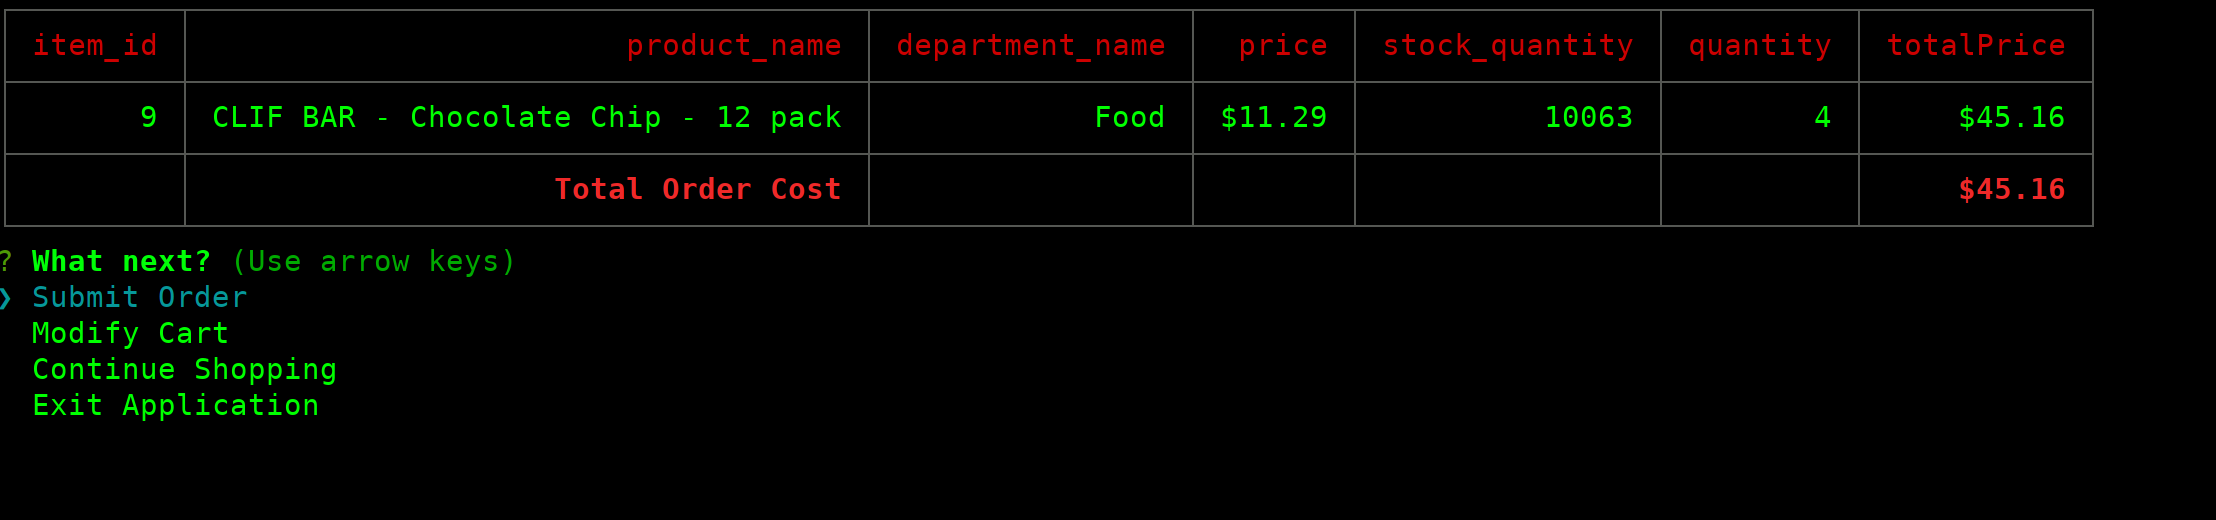 item_id product_name department_name price stock_quantity quantity totalPrice
9 CLIF BAR - Chocolate Chip - 12 pack Food $11.29 10063 4 $45.16
Total Order Cost $45.16
? What next? (Use arrow keys)
❯ Submit Order
Modify Cart
Continue Shopping
Exit Application